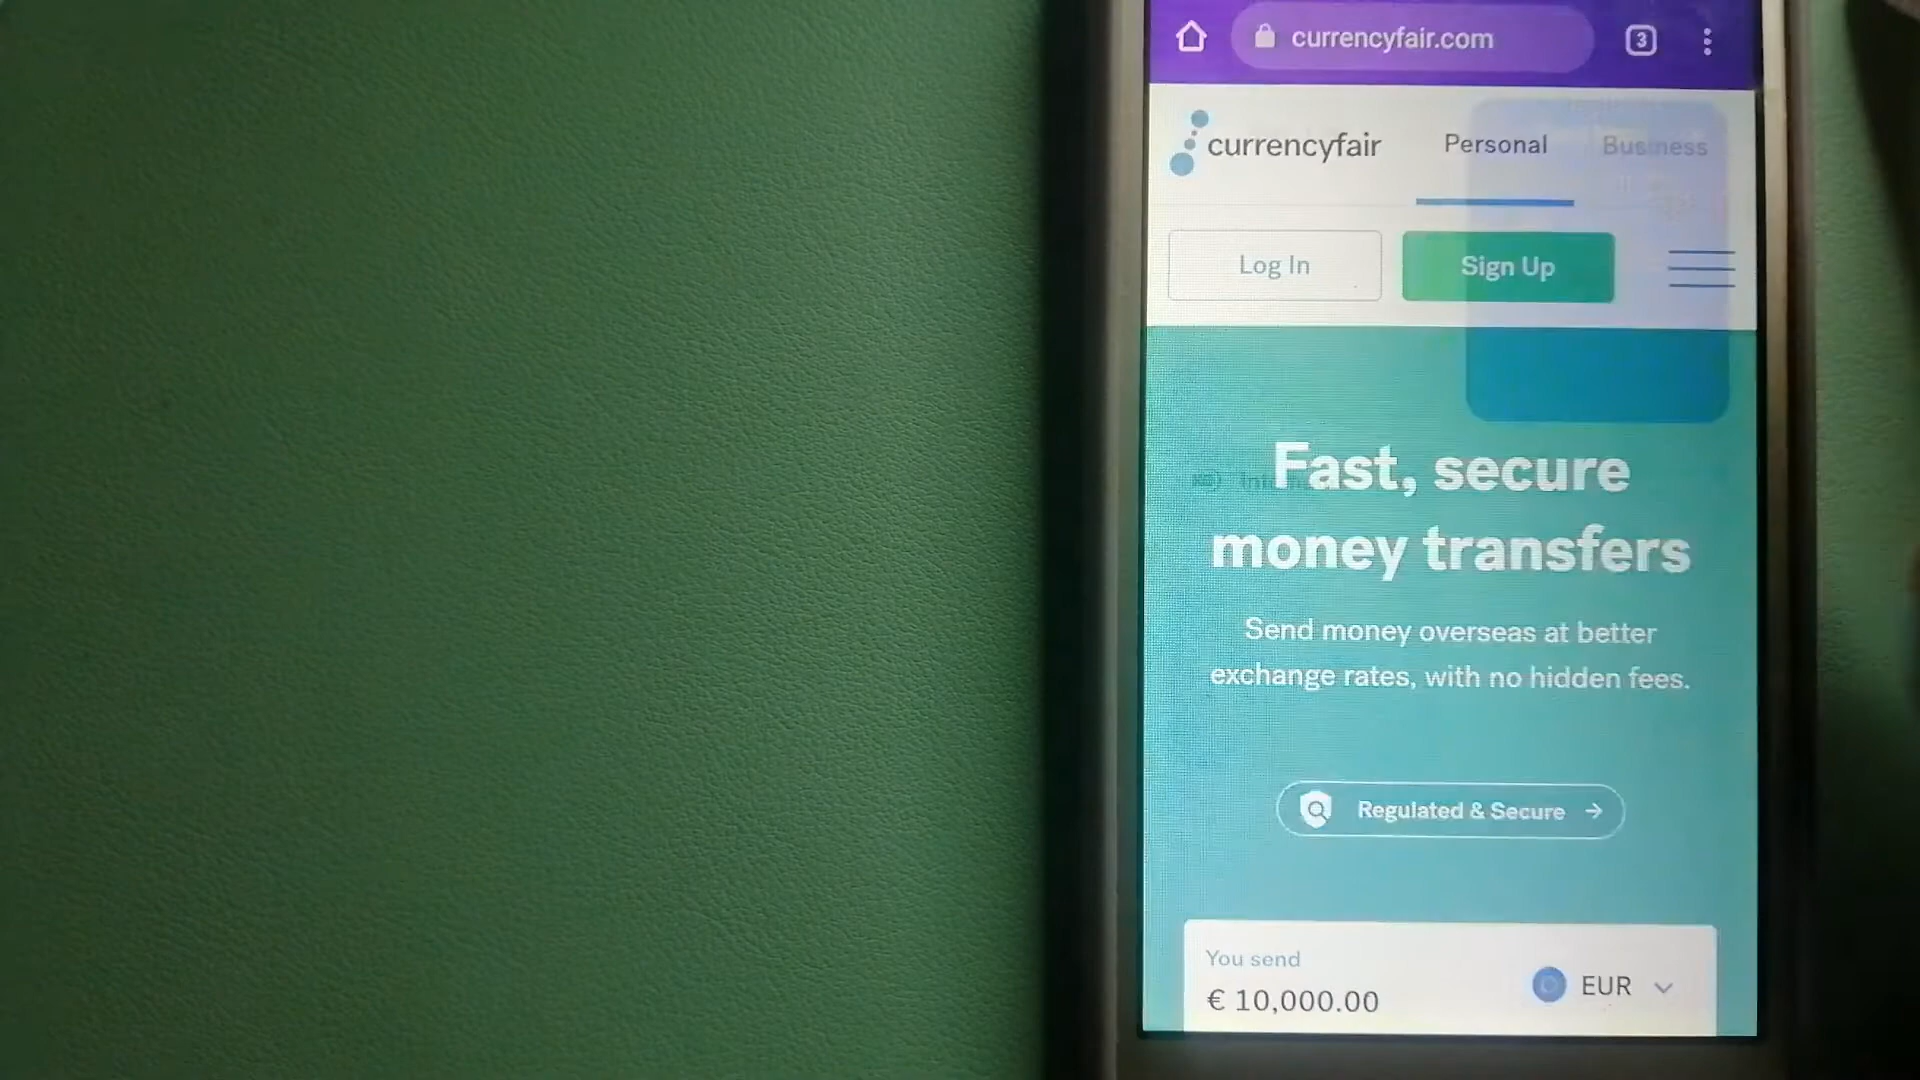 currencyfair.com
3
currencyfair
Personal
Business
Log In
Sign Up
Fast, secure
money transfers
Send money overseas at better
exchange rates, with no hidden fees.
Regulated & Secure →
You send
€ 10,000.00
EUR